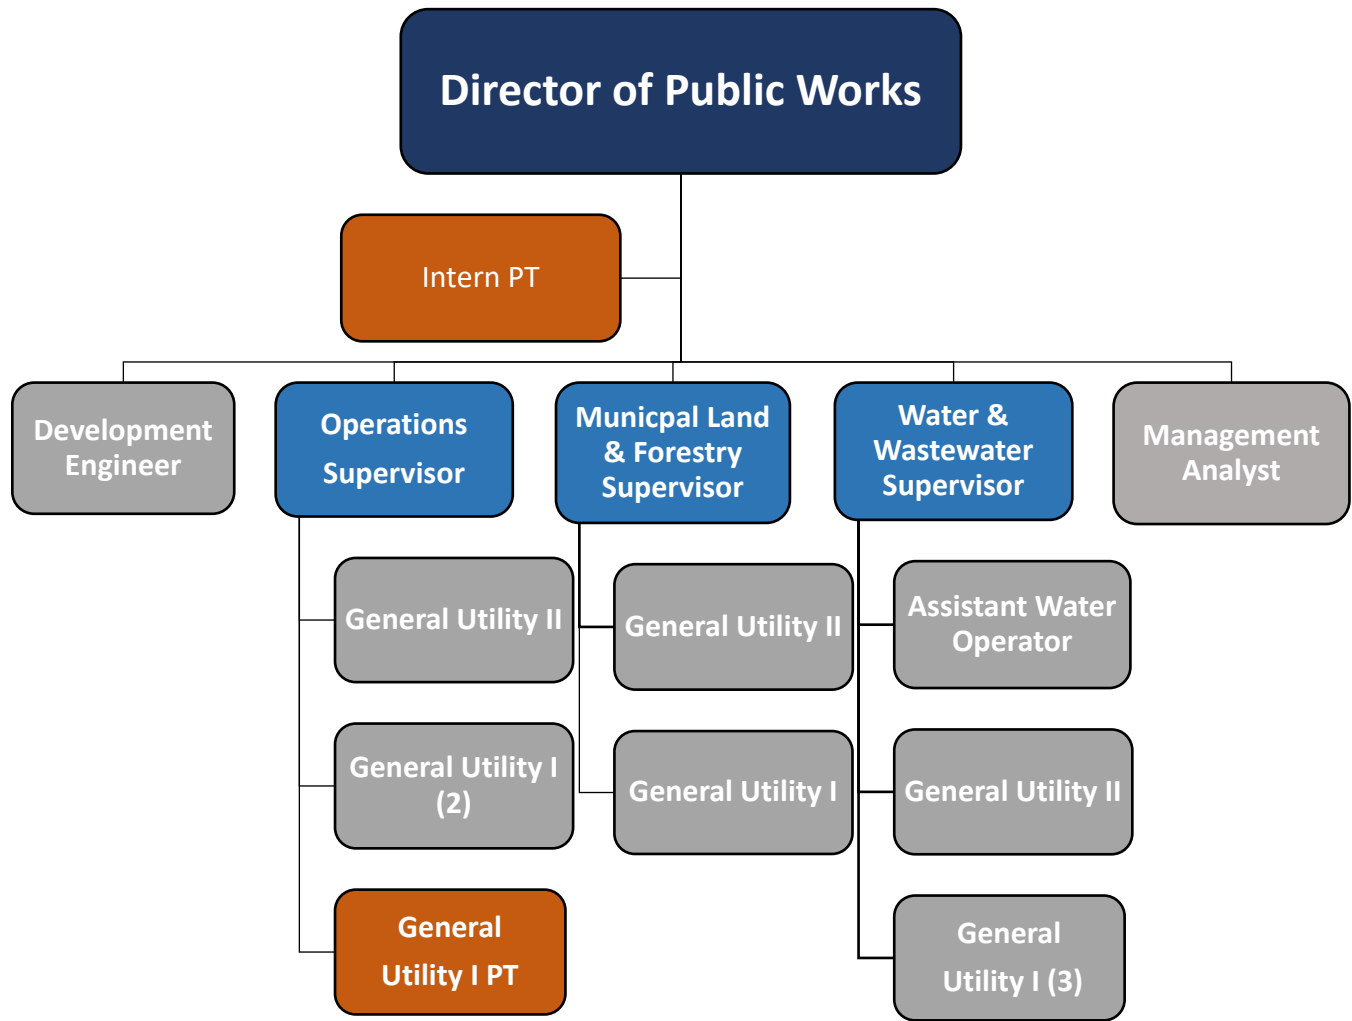 Director of Public Works
Intern PT
Development
Engineer
Operations
Supervisor
Municpal Land
& Forestry
Supervisor
Water &
Wastewater
Supervisor
Management
Analyst
General Utility II
General Utility I
(2)
General
Utility I PT
General Utility II
General Utility I
Assistant Water
Operator
General Utility II
General
Utility I (3)